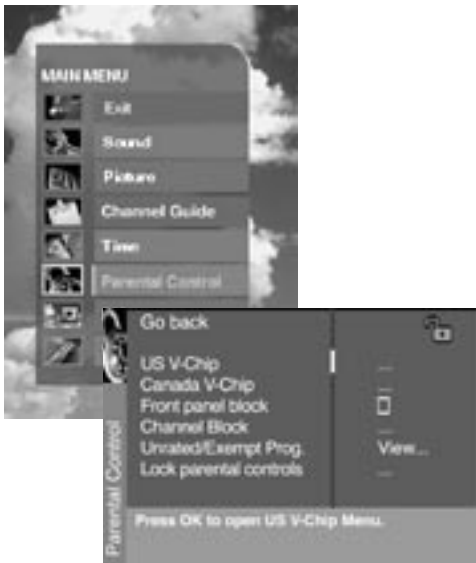 MAIN MENU
Exit
Sound
Picture
Channel Guide
Time
Parental Control
Go back
US V-Chip ...
Canada V-Chip ...
Front panel block
Channel Block ...
Unrated/Exempt Prog. View...
Lock parental controls ...
Parental Control
Press OK to open US V-Chip Menu.